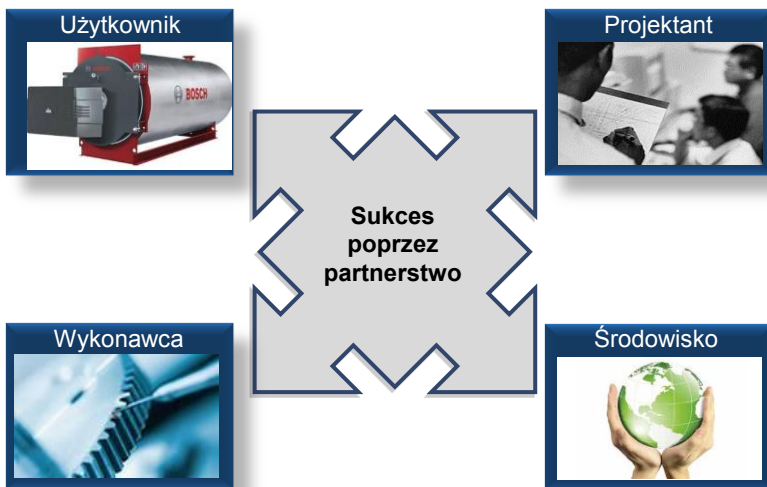 Użytkownik
Projektant
BOSCH
Sukces
poprzez
partnerstwo
Wykonawca
Środowisko